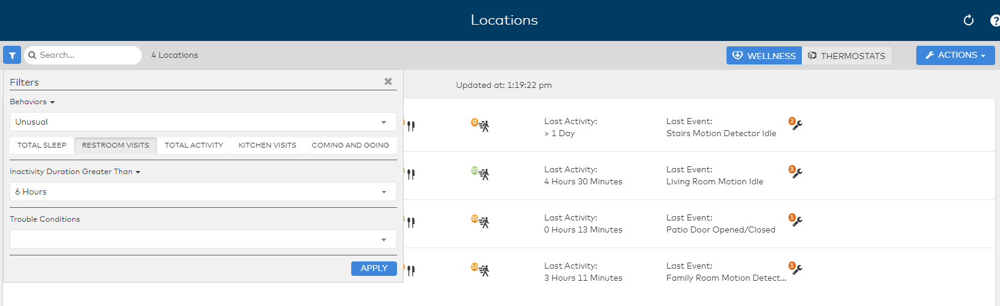 Locations
?
Search...
4 Locations
WELLNESS
THERMOSTATS
ACTIONS
Filters
Updated at: 1:19:22 pm
Behaviors
Unusual
TOTAL SLEEP
RESTROOM VISITS
TOTAL ACTIVITY
KITCHEN VISITS
COMING AND GOING
Inactivity Duration Greater Than
6 Hours
Trouble Conditions
APPLY
0
Last Activity:
> 1 Day
Last Event:
Stairs Motion Detector Idle
2
33
Last Activity:
4 Hours 30 Minutes
Last Event:
Living Room Motion Idle
3
35
Last Activity:
0 Hours 13 Minutes
Last Event:
Patio Door Opened/Closed
1
16
Last Activity:
3 Hours 11 Minutes
Last Event:
Family Room Motion Detect...
1